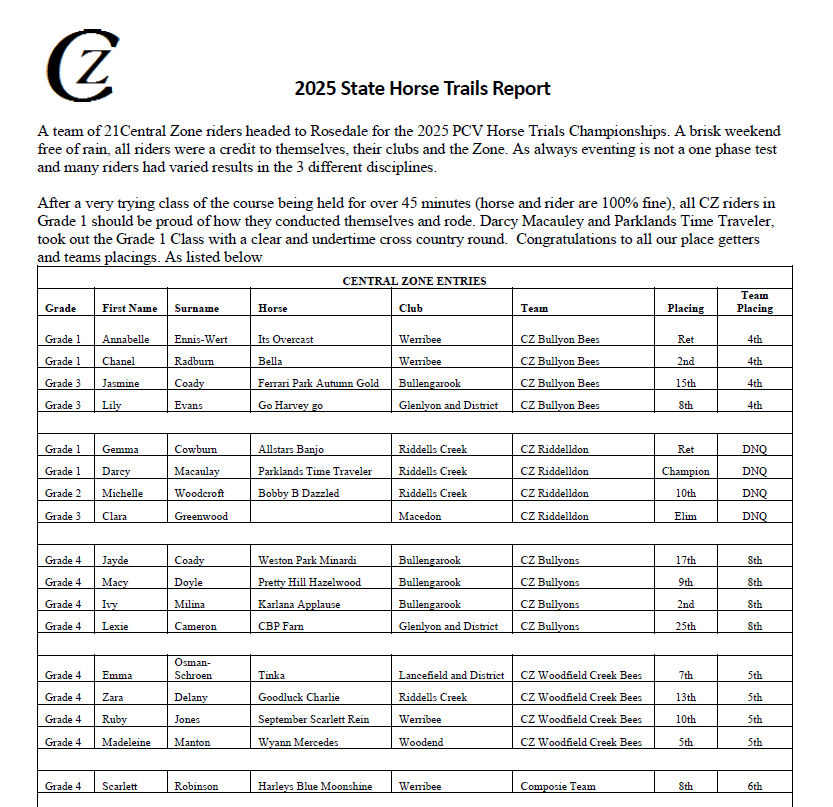 CZ
2025 State Horse Trails Report
A team of 21Central Zone riders headed to Rosedale for the 2025 PCV Horse Trials Championships. A brisk weekend
free of rain, all riders were a credit to themselves, their clubs and the Zone. As always eventing is not a one phase test
and many riders had varied results in the 3 different disciplines.
After a very trying class of the course being held for over 45 minutes (horse and rider are 100% fine), all CZ riders in
Grade 1 should be proud of how they conducted themselves and rode. Darcy Macauley and Parklands Time Traveler,
took out the Grade 1 Class with a clear and undertime cross country round. Congratulations to all our place getters
and teams placings. As listed below
CENTRAL ZONE ENTRIES
Grade First Name Surname Horse Club Team Placing Team Placing
Grade 1 Annabelle Ennis-Wert Its Overcast Werribee CZ Bullyon Bees Ret 4th
Grade 1 Chanel Radburn Bella Werribee CZ Bullyon Bees 2nd 4th
Grade 3 Jasmine Coady Ferrari Park Autumn Gold Bullengarook CZ Bullyon Bees 15th 4th
Grade 3 Lily Evans Go Harvey go Glenlyon and District CZ Bullyon Bees 8th 4th
Grade 1 Gemma Cowburn Allstars Banjo Riddells Creek CZ Riddelldon Ret DNQ
Grade 1 Darcy Macaulay Parklands Time Traveler Riddells Creek CZ Riddelldon Champion DNQ
Grade 2 Michelle Woodcroft Bobby B Dazzled Riddells Creek CZ Riddelldon 10th DNQ
Grade 3 Clara Greenwood Macedon CZ Riddelldon Elim DNQ
Grade 4 Jayde Coady Weston Park Minardi Bullengarook CZ Bullyons 17th 8th
Grade 4 Macy Doyle Pretty Hill Hazelwood Bullengarook CZ Bullyons 9th 8th
Grade 4 Ivy Milina Karlana Applause Bullengarook CZ Bullyons 2nd 8th
Grade 4 Lexie Cameron CBP Farn Glenlyon and District CZ Bullyons 25th 8th
Grade 4 Emma Osman-Schroen Tinka Lancefield and District CZ Woodfield Creek Bees 7th 5th
Grade 4 Zara Delany Goodluck Charlie Riddells Creek CZ Woodfield Creek Bees 13th 5th
Grade 4 Ruby Jones September Scarlett Rein Werribee CZ Woodfield Creek Bees 10th 5th
Grade 4 Madeleine Manton Wyann Mercedes Woodend CZ Woodfield Creek Bees 5th 5th
Grade 4 Scarlett Robinson Harleys Blue Moonshine Werribee Composie Team 8th 6th